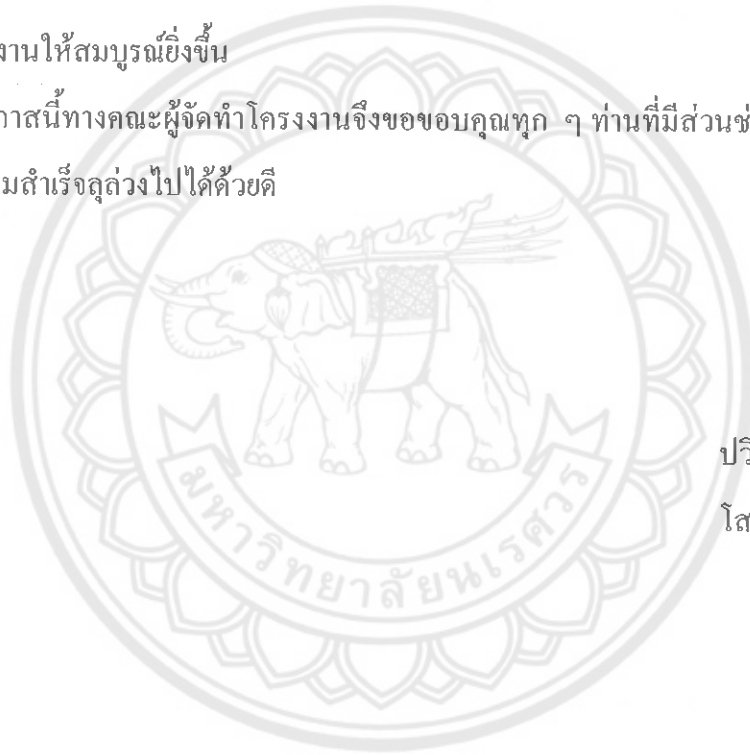 งานให้สมบูรณ์ยิ่งขึ้น
กาสนี้ทางคณะผู้จัดทำโครงงานจึงขอขอบคุณทุก ๆ ท่านที่มีส่วนช่
มสำเร็จลุล่วงไปได้ด้วยดี
ปวิ
โส
มหาวิทยาลัยนเรศวร